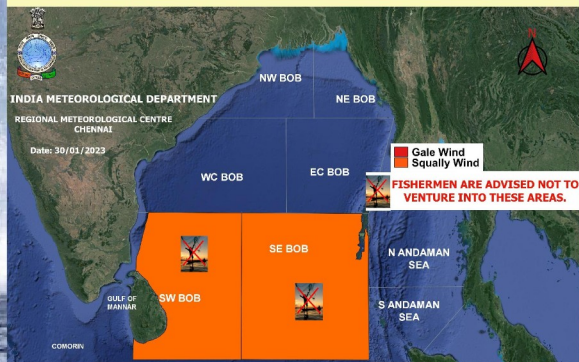 INDIA METEOROLOGICAL DEPARTMENT
REGIONAL METEOROLOGICAL CENTRE
CHENNAI
Date: 30/01/2023
N
NW BOB
NE BOB
WC BOB
EC BOB
Gale Wind
Squally Wind
FISHERMEN ARE ADVISED NOT TO
VENTURE INTO THESE AREAS.
SW BOB
SE BOB
N ANDAMAN
SEA
S ANDAMAN
SEA
GULF OF
MANNAR
COMORIN